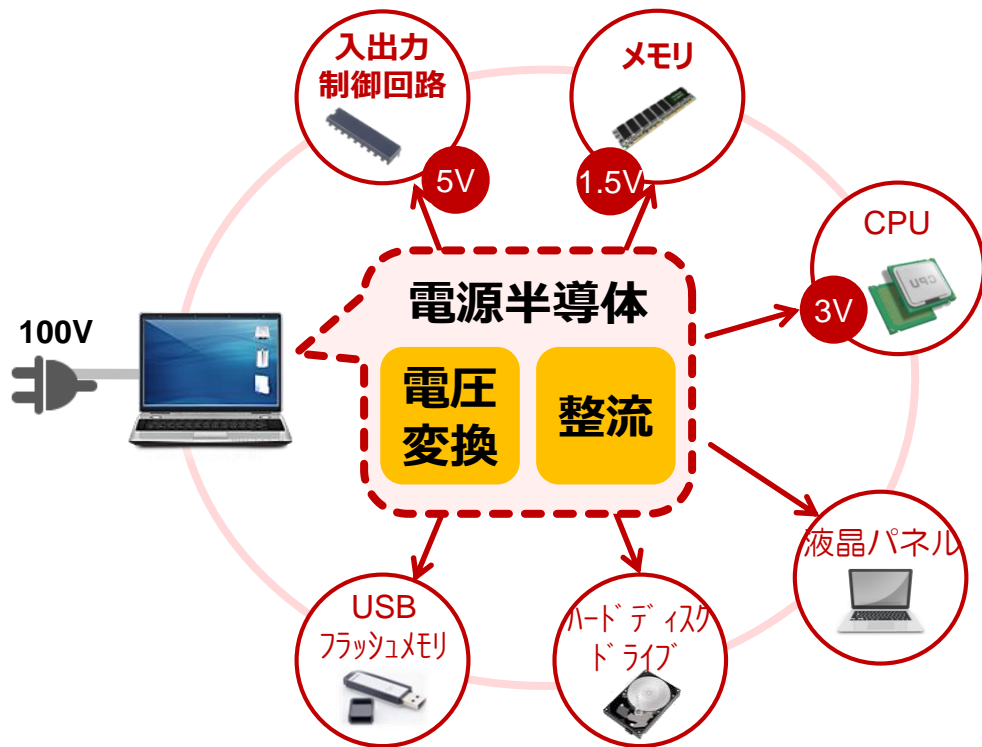 入出力
制御回路
5V
メモリ
1.5V
CPU
3V
100V
電源半導体
電圧
変換
整流
液晶パネル
USB
フラッシュメモリ
ハードディスク
ドライブ
CPU